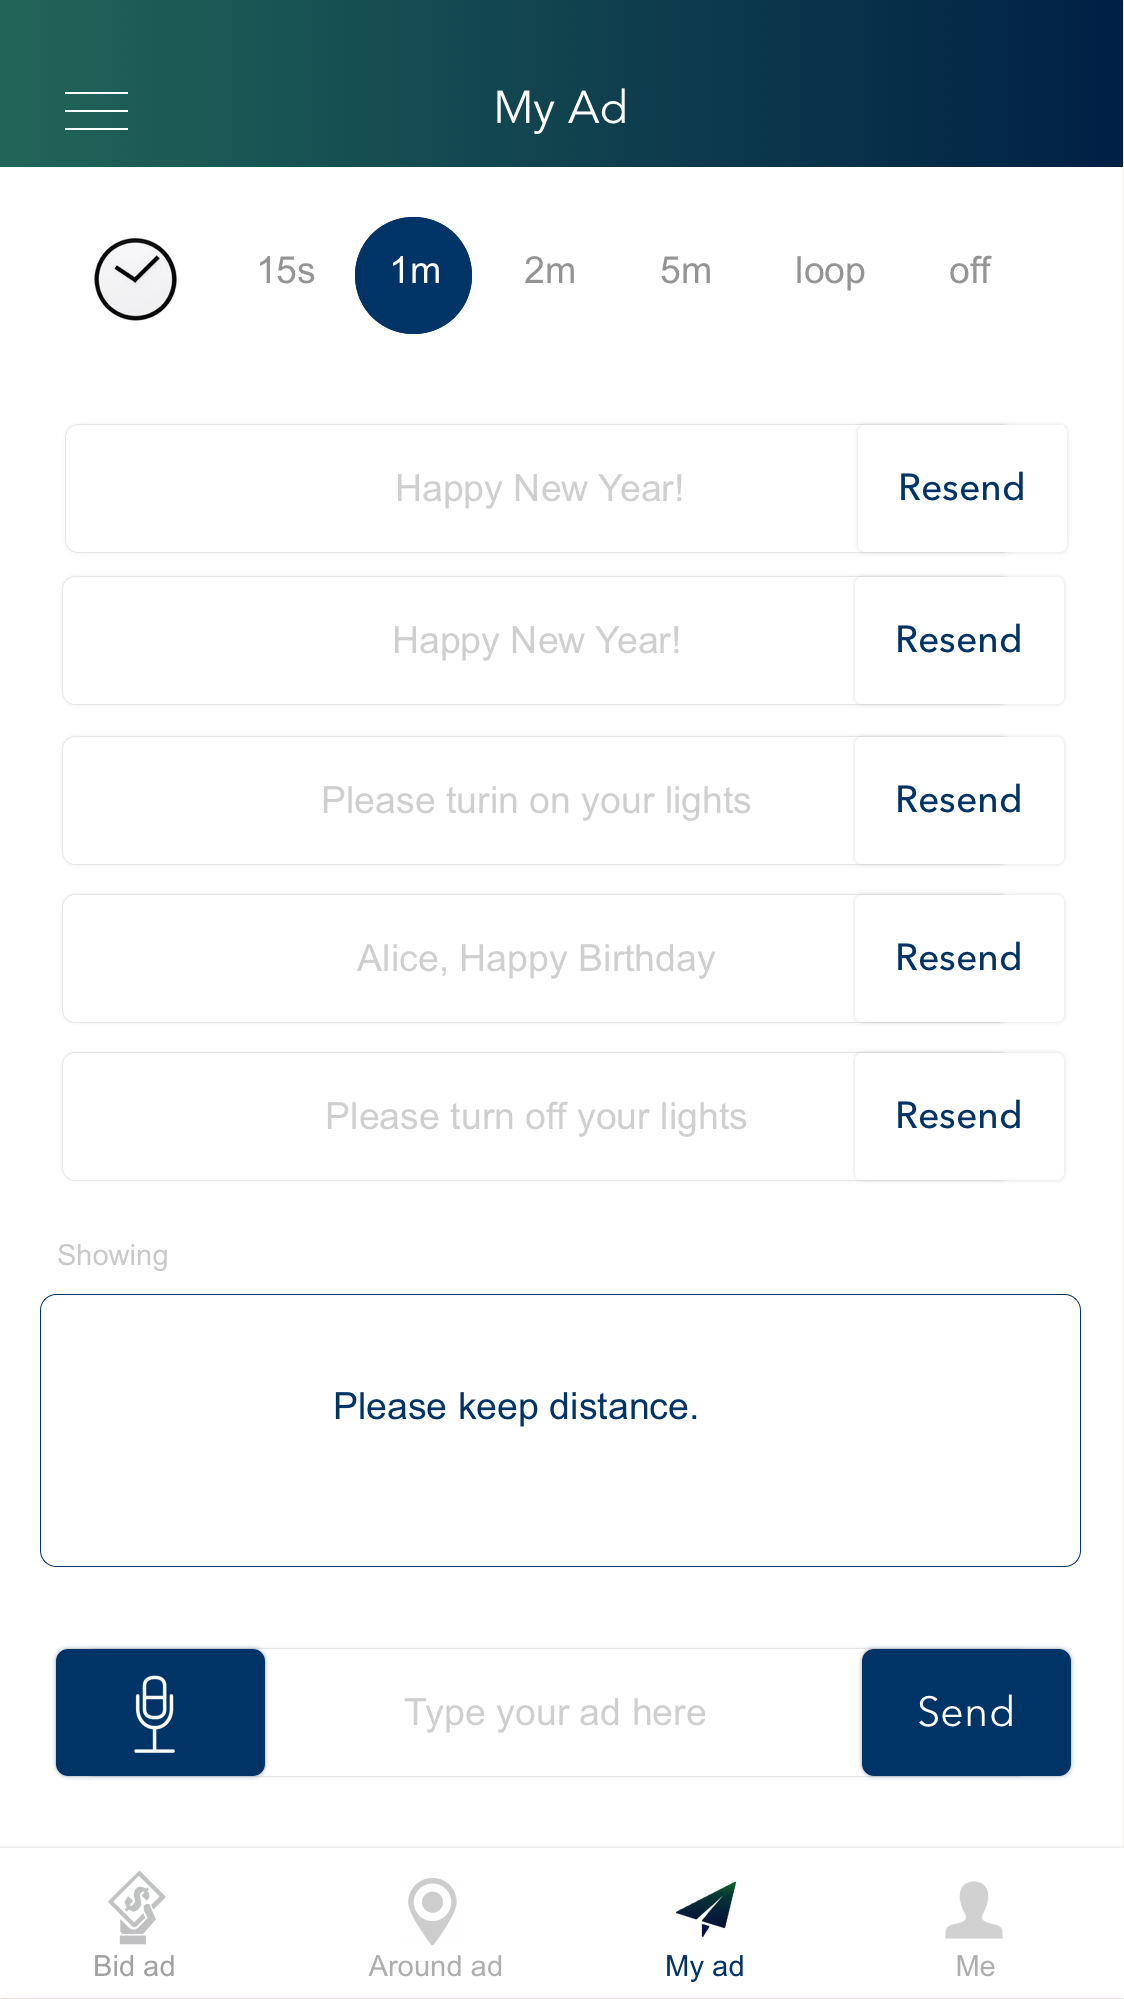 My Ad
15s 1m 2m 5m loop off
Happy New Year! Resend
Happy New Year! Resend
Please turin on your lights Resend
Alice, Happy Birthday Resend
Please turn off your lights Resend
Showing
Please keep distance.
Type your ad here Send
Bid ad Around ad My ad Me